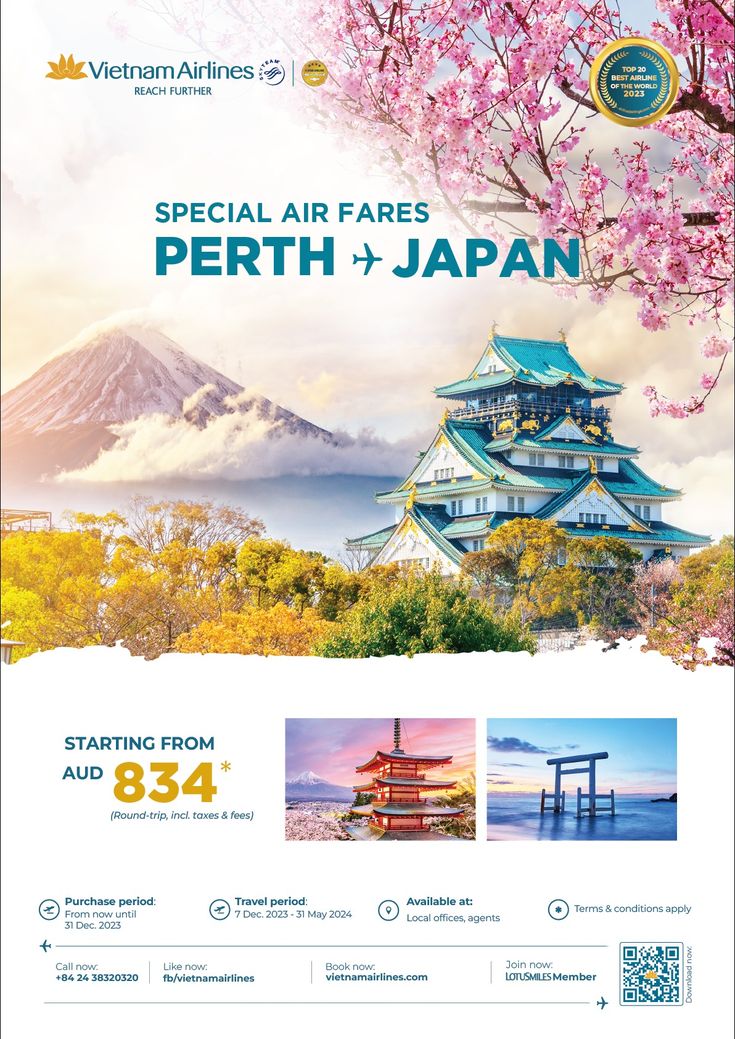 Vietnam Airlines
REACH FURTHER
SKYTEAM
TOP 20
BEST AIRLINE
OF THE WORLD
2023
SPECIAL AIR FARES
PERTH ✈ JAPAN
STARTING FROM
AUD 834*
(Round-trip, incl. taxes & fees)
Purchase period:
From now until
31 Dec. 2023
Travel period:
7 Dec. 2023 - 31 May 2024
Available at:
Local offices, agents
* Terms & conditions apply
Call now:
+84 24 38320320
Like now:
fb/vietnamairlines
Book now:
vietnamairlines.com
Join now:
LOTUSMILES Member
Download now: